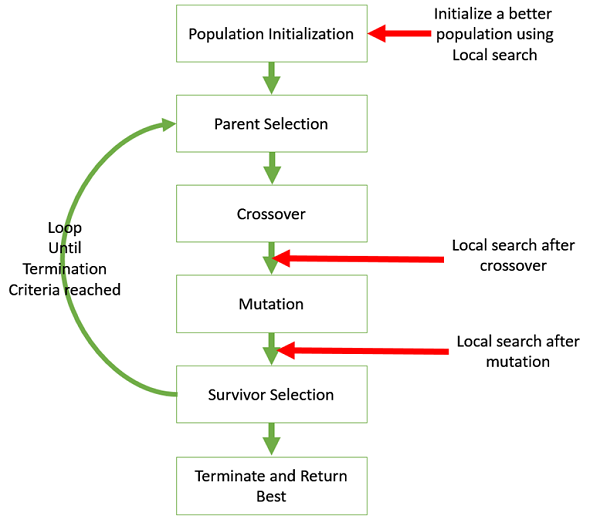 Population Initialization
Initialize a better
population using
Local search
Parent Selection
Crossover
Loop
Until
Termination
Criteria reached
Local search after
crossover
Mutation
Local search after
mutation
Survivor Selection
Terminate and Return
Best